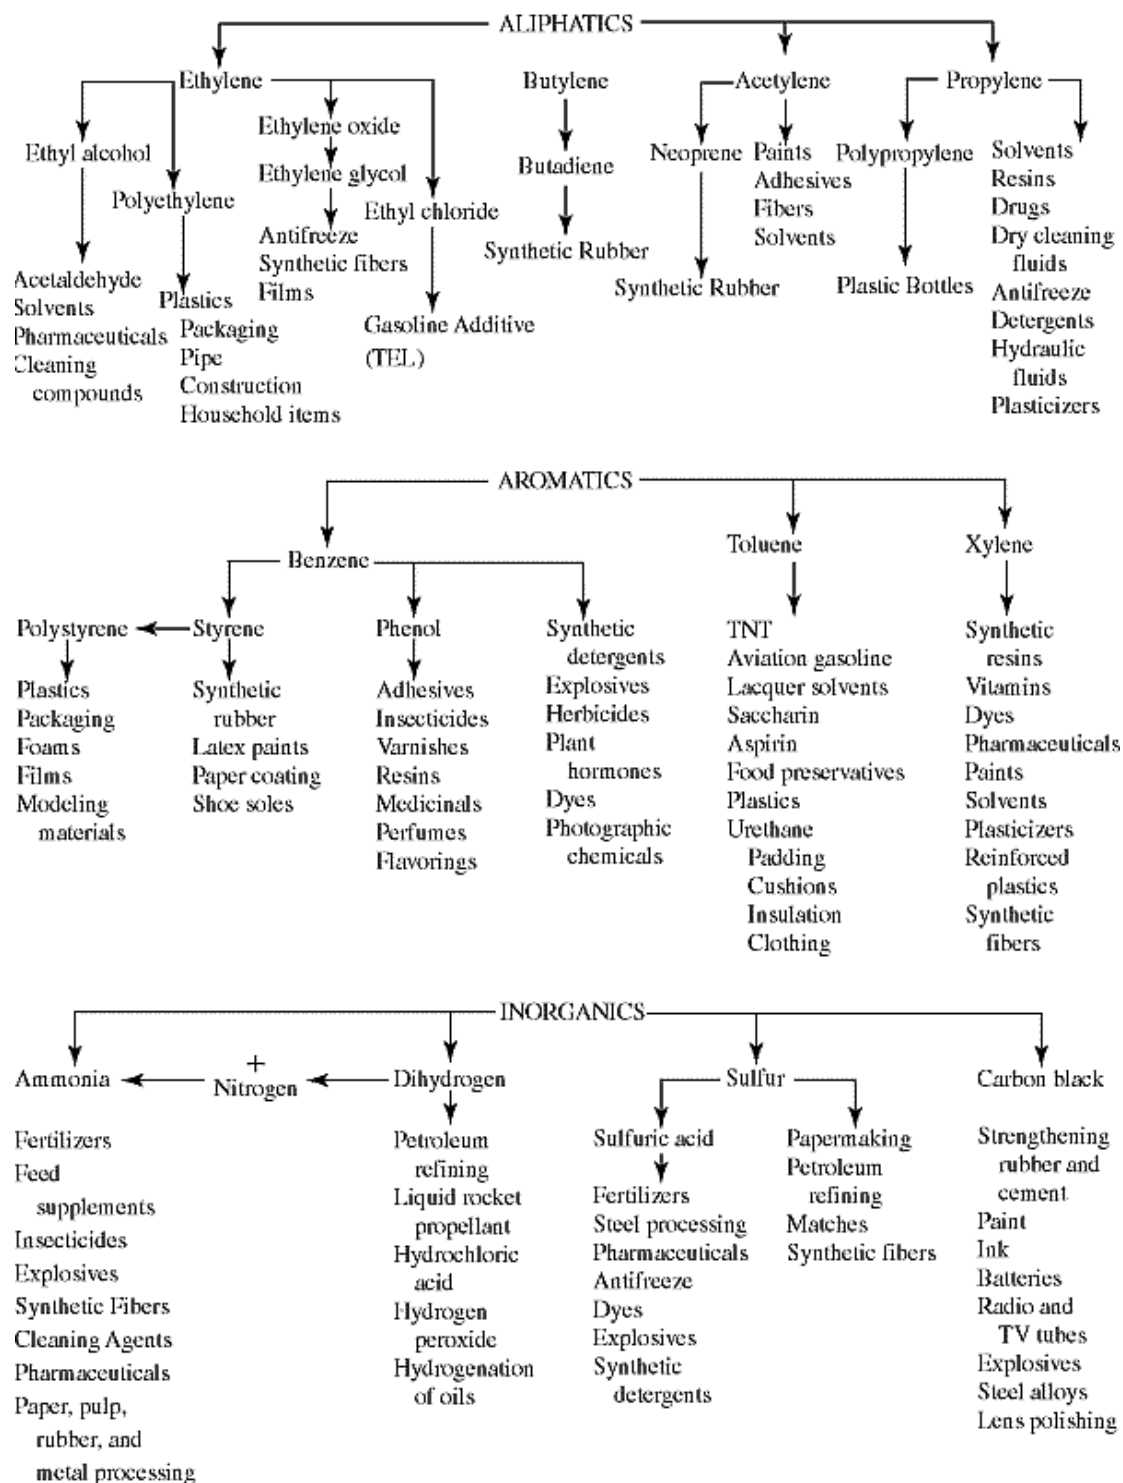 ALIPHATICS
Ethylene
Butylene
Acetylene
Propylene
Ethyl alcohol
Acetaldehyde
Solvents
Pharmaceuticals
Cleaning
compounds
Polyethylene
Plastics
Packaging
Pipe
Construction
Household items
Ethylene oxide
Ethylene glycol
Antifreeze
Synthetic fibers
Films
Ethyl chloride
Gasoline Additive
(TEL)
Butadiene
Synthetic Rubber
Neoprene
Synthetic Rubber
Paints
Adhesives
Fibers
Solvents
Polypropylene
Plastic Bottles
Solvents
Resins
Drugs
Dry cleaning
fluids
Antifreeze
Detergents
Hydraulic
fluids
Plasticizers
AROMATICS
Benzene
Toluene
Xylene
Polystyrene
Plastics
Packaging
Foams
Films
Modeling
materials
Styrene
Synthetic
rubber
Latex paints
Paper coating
Shoe soles
Phenol
Adhesives
Insecticides
Varnishes
Resins
Medicinals
Perfumes
Flavorings
Synthetic
detergents
Explosives
Herbicides
Plant
hormones
Dyes
Photographic
chemicals
TNT
Aviation gasoline
Lacquer solvents
Saccharin
Aspirin
Food preservatives
Plastics
Urethane
Padding
Cushions
Insulation
Clothing
Synthetic
resins
Vitamins
Dyes
Pharmaceuticals
Paints
Solvents
Plasticizers
Reinforced
plastics
Synthetic
fibers
INORGANICS
Ammonia
+
Nitrogen
Dihydrogen
Sulfur
Carbon black
Fertilizers
Feed
supplements
Insecticides
Explosives
Synthetic Fibers
Cleaning Agents
Pharmaceuticals
Paper, pulp,
rubber, and
metal processing
Petroleum
refining
Liquid rocket
propellant
Hydrochloric
acid
Hydrogen
peroxide
Hydrogenation
of oils
Sulfuric acid
Fertilizers
Steel processing
Pharmaceuticals
Antifreeze
Dyes
Explosives
Synthetic
detergents
Papermaking
Petroleum
refining
Matches
Synthetic fibers
Strengthening
rubber and
cement
Paint
Ink
Batteries
Radio and
TV tubes
Explosives
Steel alloys
Lens polishing